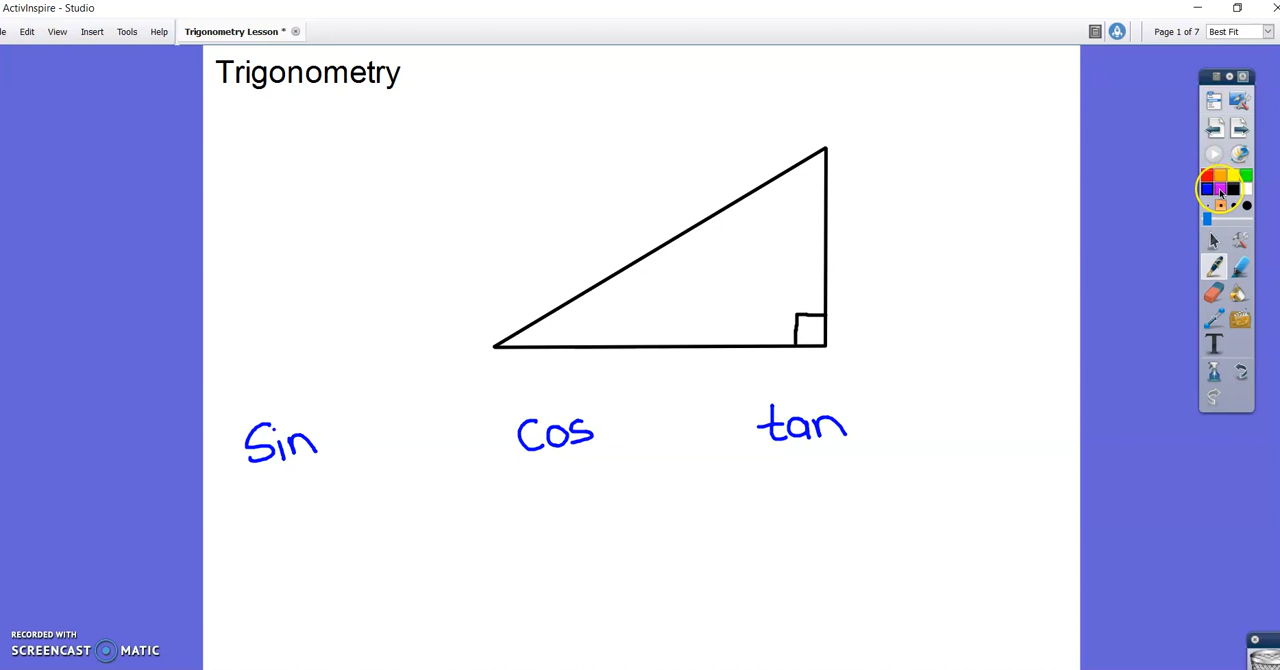 ActivInspire - Studio
Edit View Insert Tools Help Trigonometry Lesson * Page 1 of 7 Best Fit
Trigonometry
Sin cos tan
T
RECORDED WITH
SCREENCAST MATIC